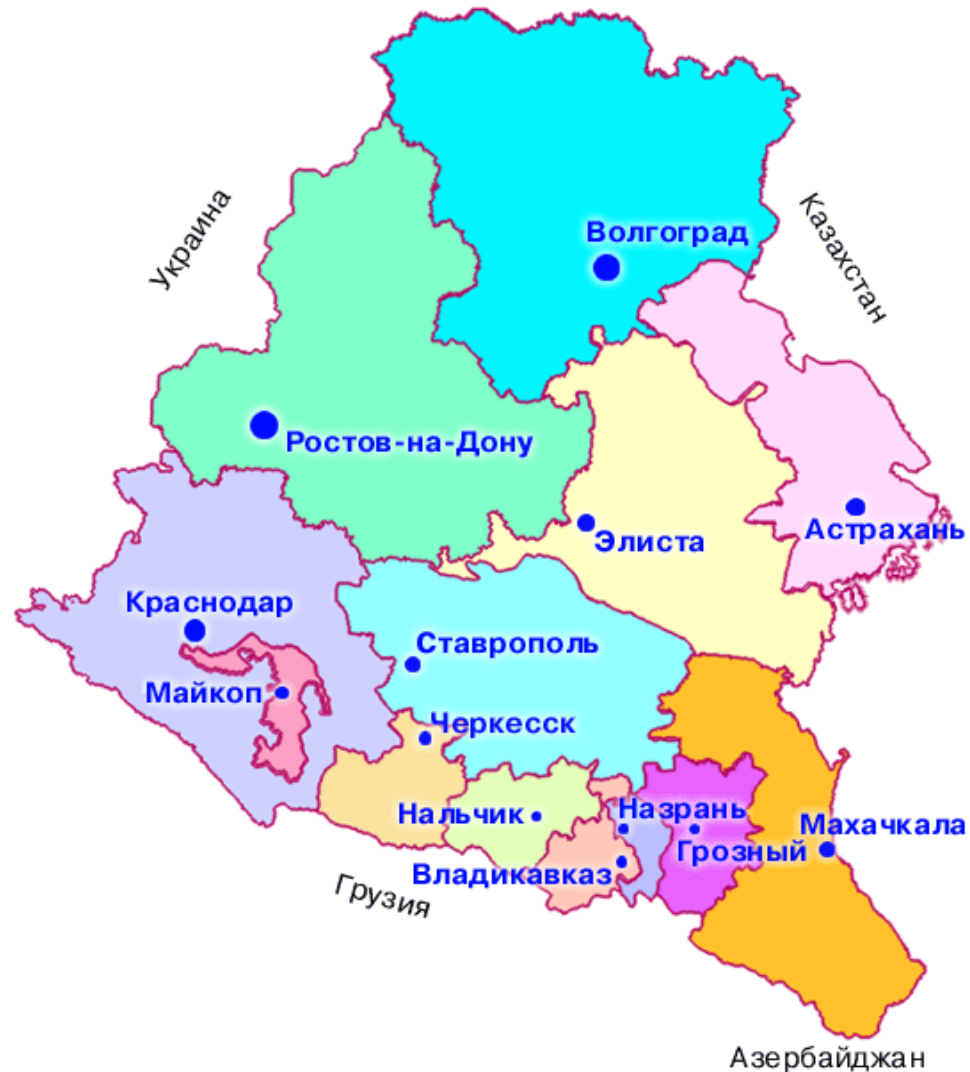 Украина
Казахстан
Волгоград
Ростов-на-Дону
Астрахань
Элиста
Краснодар
Ставрополь
Майкоп
Черкесск
Нальчик
Назрань
Махачкала
Грозный
Владикавказ
Грузия
Азербайджан